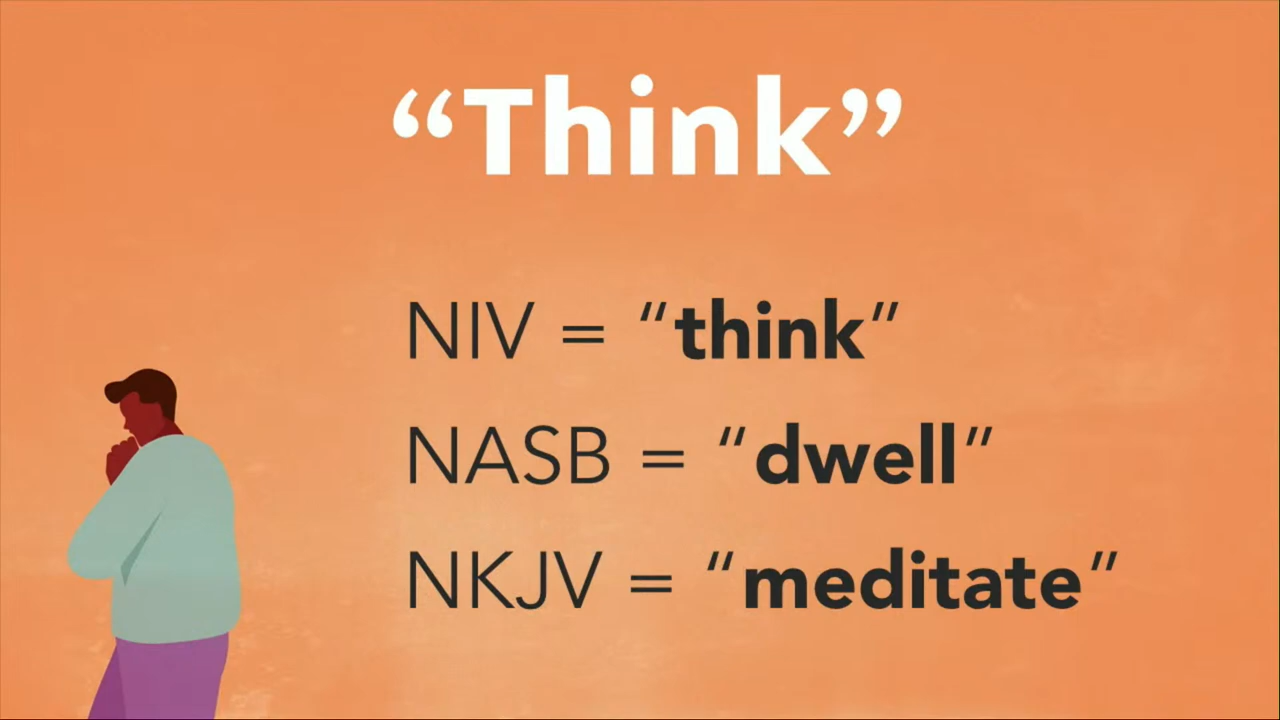 “Think”
NIV = “think”
NASB = “dwell”
NKJV = “meditate”